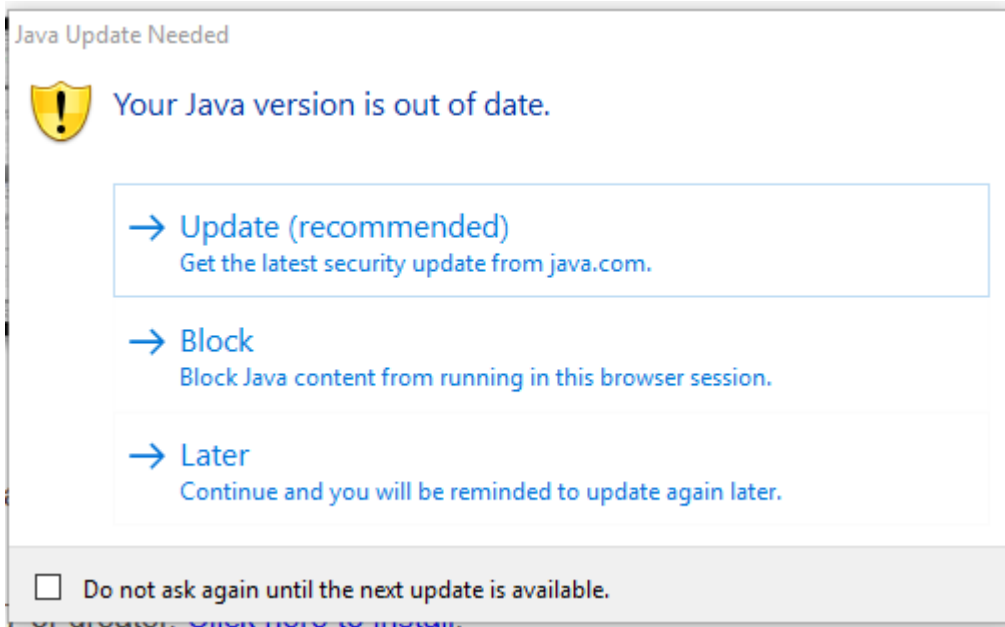 Java Update Needed
Your Java version is out of date.
→ Update (recommended)
Get the latest security update from java.com.
→ Block
Block Java content from running in this browser session.
→ Later
Continue and you will be reminded to update again later.
Do not ask again until the next update is available.